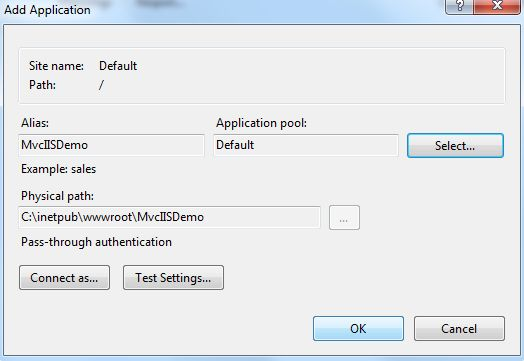 Add Application
?
Site name: Default
Path: /
Alias:
Application pool:
MvcIISDemo
Default
Select...
Example: sales
Physical path:
C:\inetpub\wwwroot\MvcIISDemo
...
Pass-through authentication
Connect as...
Test Settings...
OK
Cancel